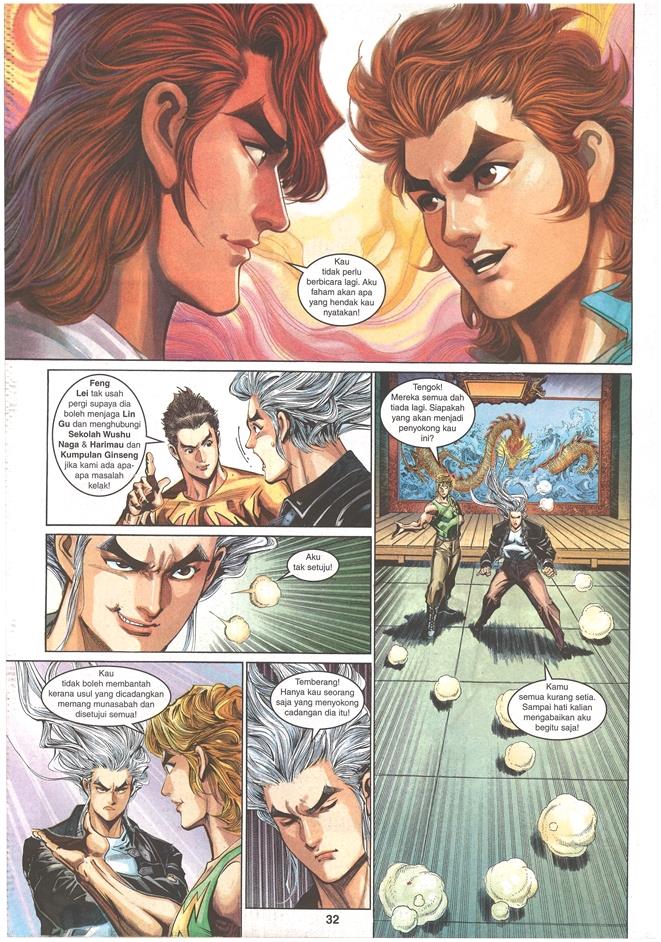 Kau
tidak perlu
berbicara lagi. Aku
faham akan apa
yang hendak kau
nyatakan!
Feng
Lei tak usah
pergi supaya dia
boleh menjaga Lin
Gu dan menghubungi
Sekolah Wushu
Naga & Harimau dan
Kumpulan Ginseng
jika kami ada apa-
apa masalah
kelak!
Aku
tak setuju!
Kau
tidak boleh membantah
kerana usul yang dicadangkan
memang munasabah dan
disetujui semua!
Temberang!
Hanya kau seorang
saja yang menyokong
cadangan dia itu!
Tengok!
Mereka semua dah
tiada lagi. Siapakah
yang akan menjadi
penyokong kau
ini?
Kamu
semua kurang setia.
Sampai hati kalian
mengabaikan aku
begitu saja!
32